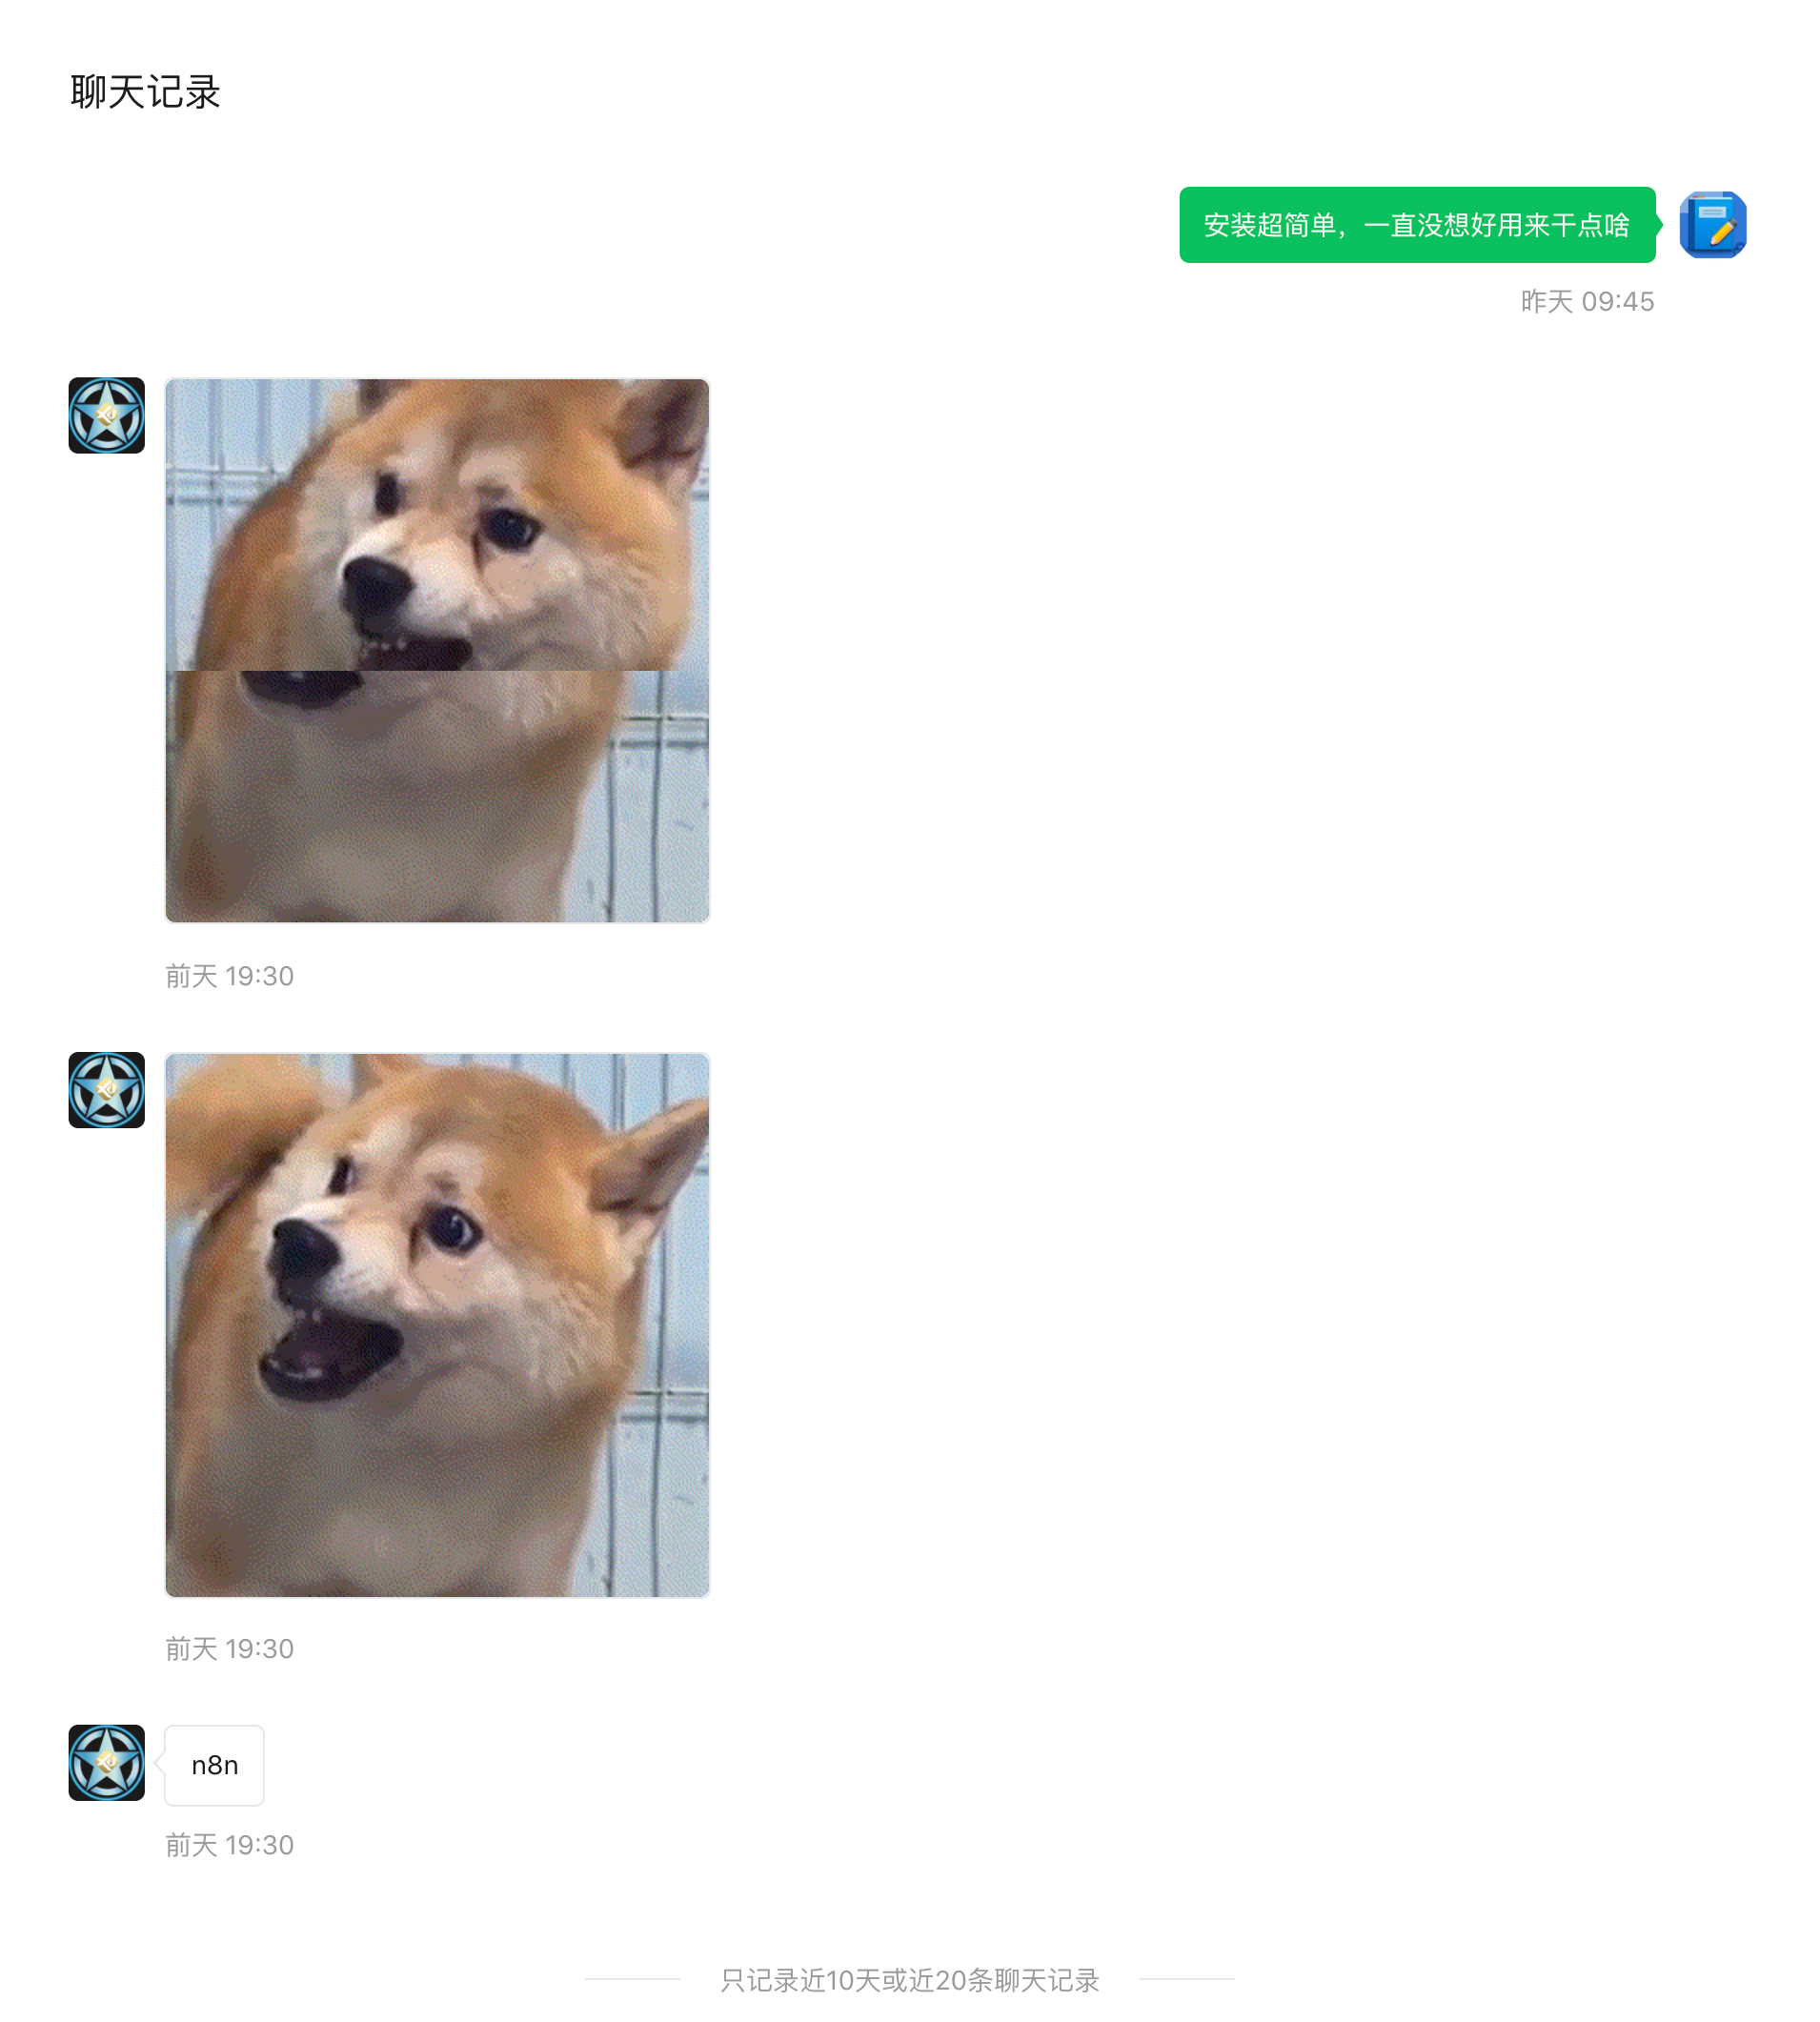 聊天记录
安装超简单，一直没想好用来干点啥
昨天 09:45
前天 19:30
前天 19:30
n8n
前天 19:30
只记录近10天或近20条聊天记录